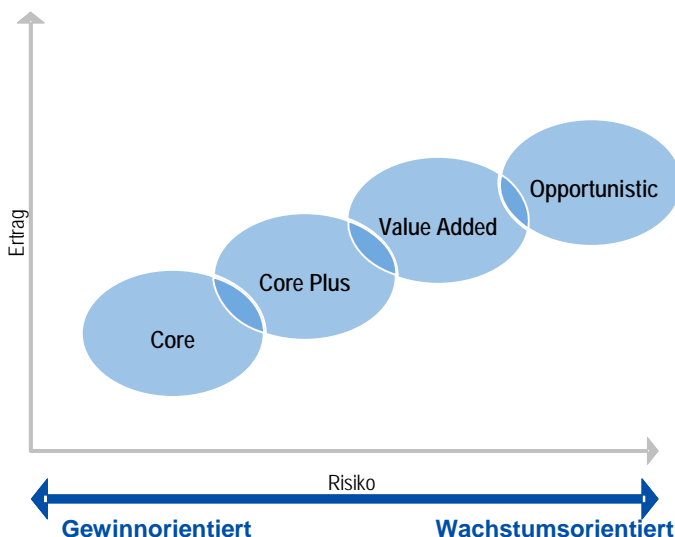 Ertrag
Opportunistic
Value Added
Core Plus
Core
Risiko
Gewinnorientiert
Wachstumsorientiert